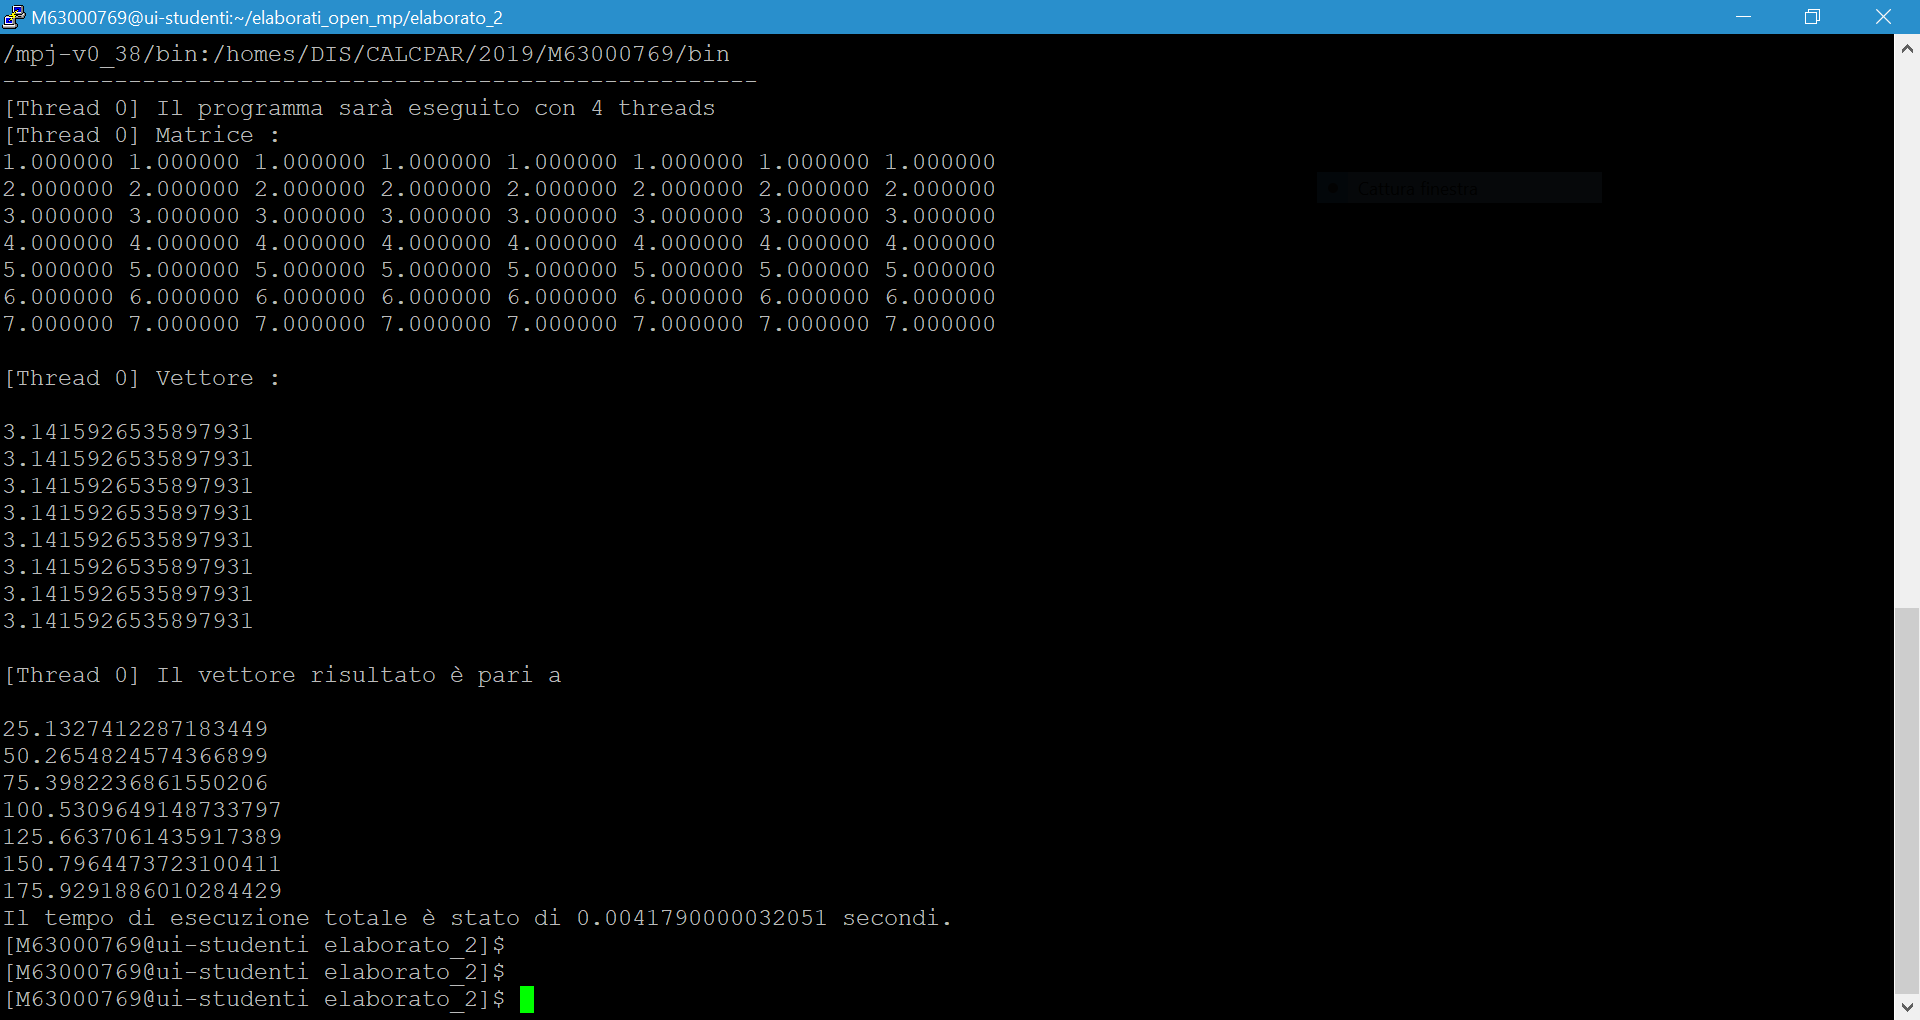 M63000769@ui-studenti:~/elaborati_open_mp/elaborato_2
/mpj-v0_38/bin:/homes/DIS/CALCPAR/2019/M63000769/bin
------------------------------------------------------
[Thread 0] Il programma sarà eseguito con 4 threads
[Thread 0] Matrice :
1.000000 1.000000 1.000000 1.000000 1.000000 1.000000 1.000000 1.000000
2.000000 2.000000 2.000000 2.000000 2.000000 2.000000 2.000000 2.000000
Cattura finestra
3.000000 3.000000 3.000000 3.000000 3.000000 3.000000 3.000000 3.000000
4.000000 4.000000 4.000000 4.000000 4.000000 4.000000 4.000000 4.000000
5.000000 5.000000 5.000000 5.000000 5.000000 5.000000 5.000000 5.000000
6.000000 6.000000 6.000000 6.000000 6.000000 6.000000 6.000000 6.000000
7.000000 7.000000 7.000000 7.000000 7.000000 7.000000 7.000000 7.000000
[Thread 0] Vettore :
3.1415926535897931
3.1415926535897931
3.1415926535897931
3.1415926535897931
3.1415926535897931
3.1415926535897931
3.1415926535897931
3.1415926535897931
[Thread 0] Il vettore risultato è pari a
25.1327412287183449
50.2654824574366899
75.3982236861550206
100.5309649148733797
125.6637061435917389
150.7964473723100411
175.9291886010284429
Il tempo di esecuzione totale è stato di 0.0041790000032051 secondi.
[M63000769@ui-studenti elaborato_2]$
[M63000769@ui-studenti elaborato_2]$
[M63000769@ui-studenti elaborato_2]$